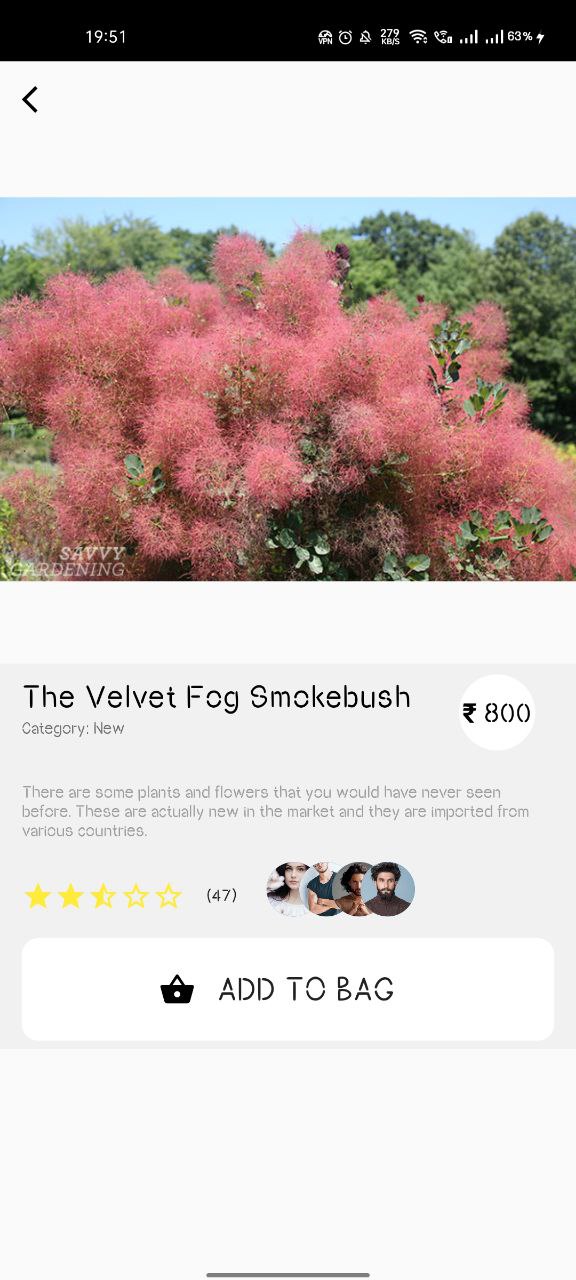 19:51
VPN 279 KB/S 63%
SAVVY
GARDENING
The Velvet Fog Smokebush
₹ 800
Category: New
There are some plants and flowers that you would have never seen
before. These are actually new in the market and they are imported from
various countries.
(47)
ADD TO BAG